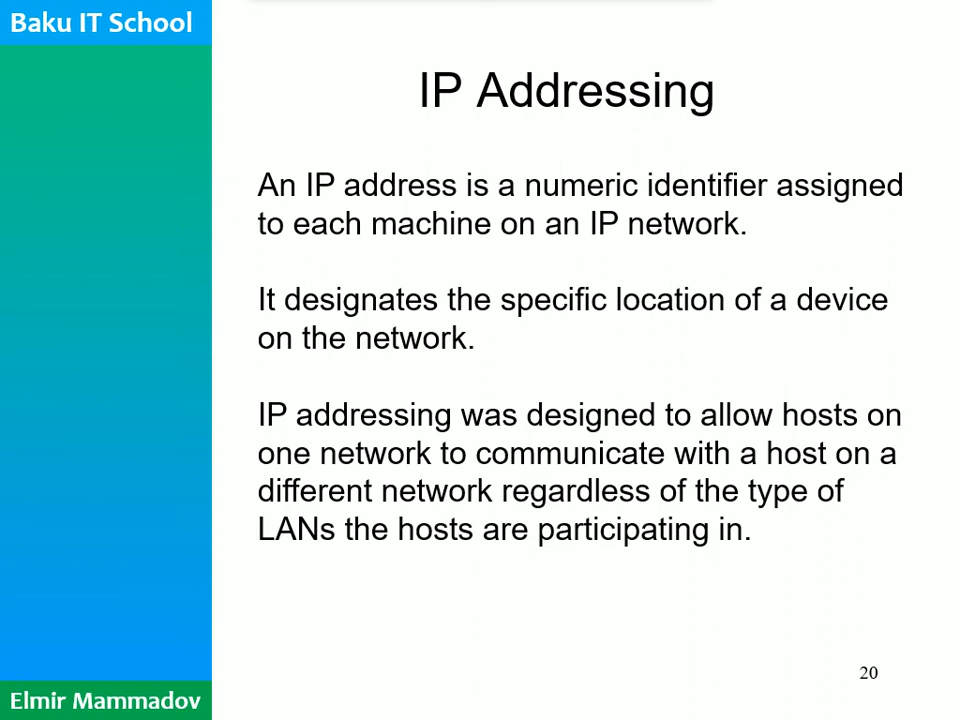 Baku IT School
IP Addressing
An IP address is a numeric identifier assigned
to each machine on an IP network.
It designates the specific location of a device
on the network.
IP addressing was designed to allow hosts on
one network to communicate with a host on a
different network regardless of the type of
LANs the hosts are participating in.
20
Elmir Mammadov